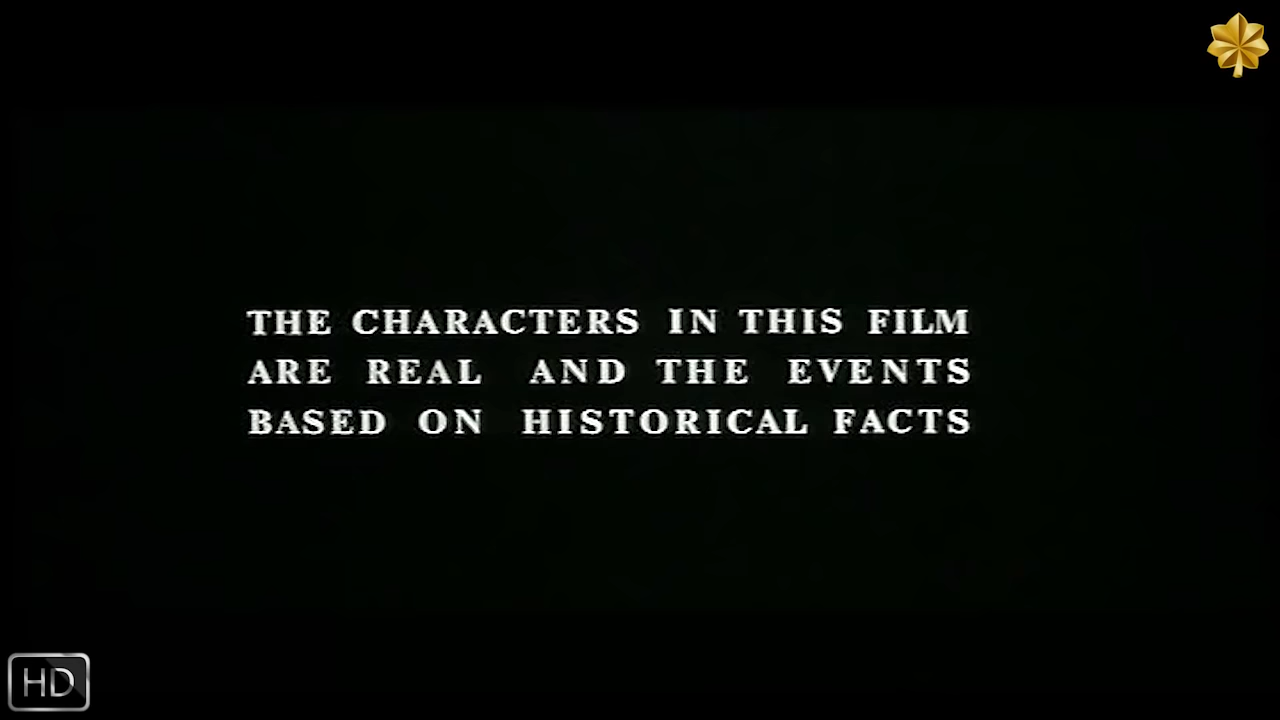 THE CHARACTERS IN THIS FILM
ARE REAL AND THE EVENTS
BASED ON HISTORICAL FACTS
HD